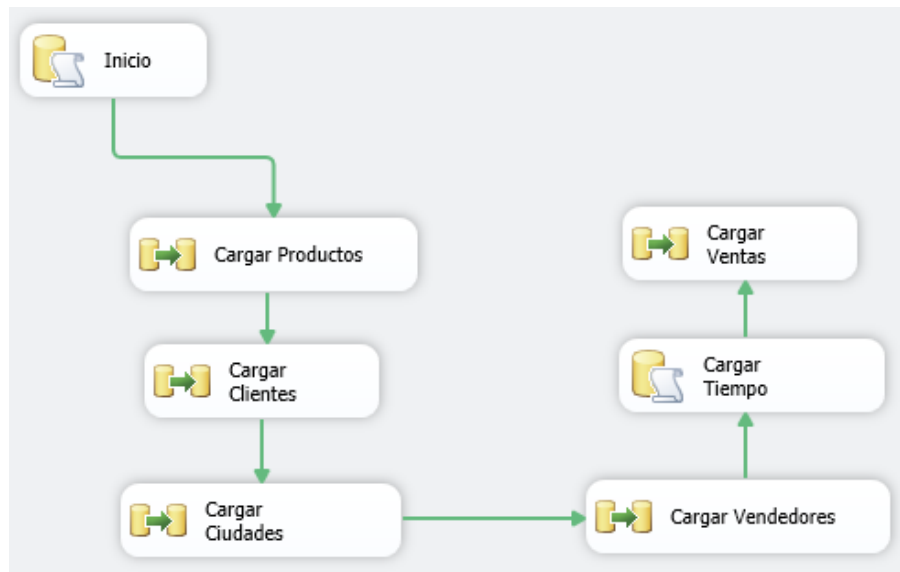 Inicio
Cargar Productos
Cargar
Clientes
Cargar
Ciudades
Cargar Vendedores
Cargar
Tiempo
Cargar
Ventas